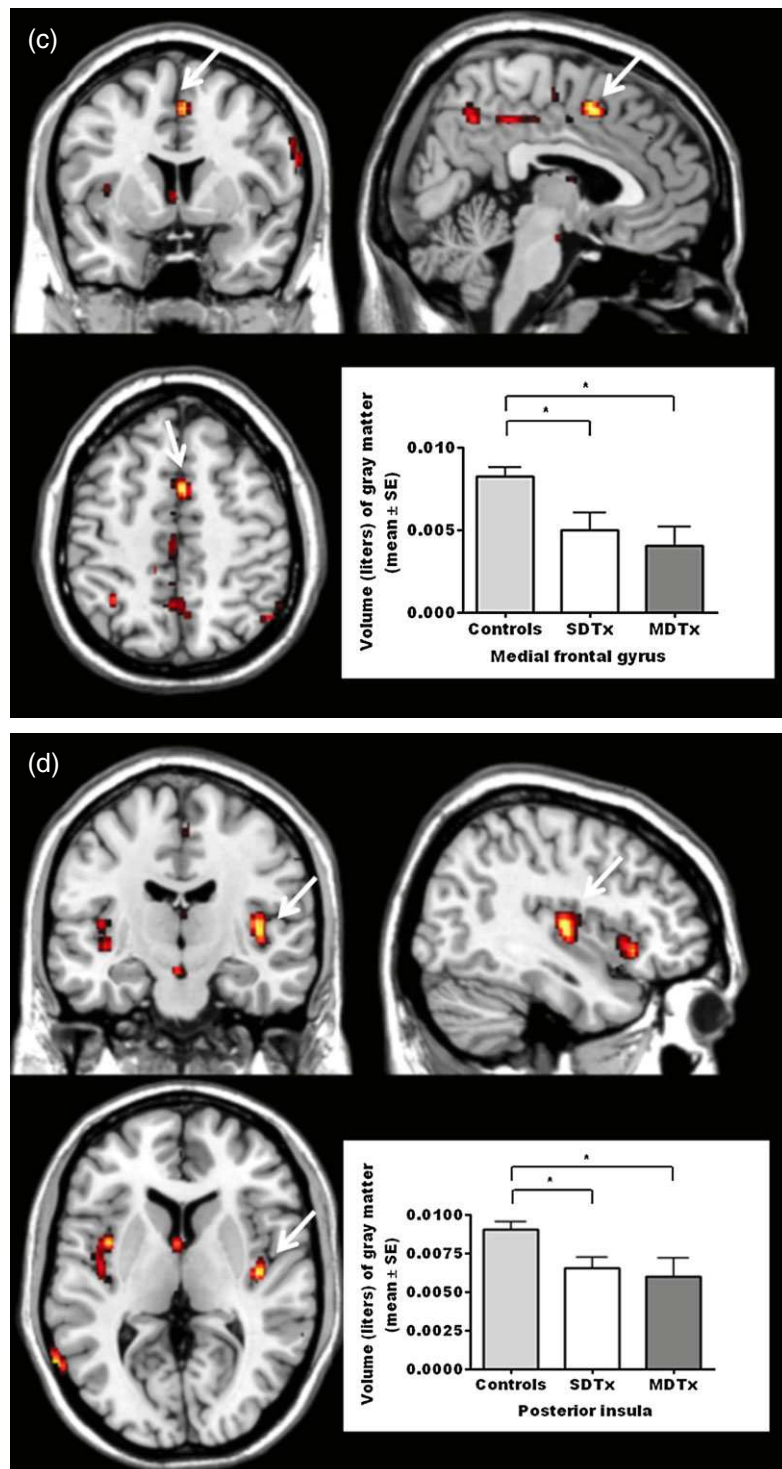 (c)
Volume (liters) of gray matter
(mean ± SE)
*
*
0.010
0.005
0.000
Controls SDTx MDTx
Medial frontal gyrus
(d)
Volume (liters) of gray matter
(mean ± SE)
*
*
0.0100
0.0075
0.0050
0.0025
0.0000
Controls SDTx MDTx
Posterior insula